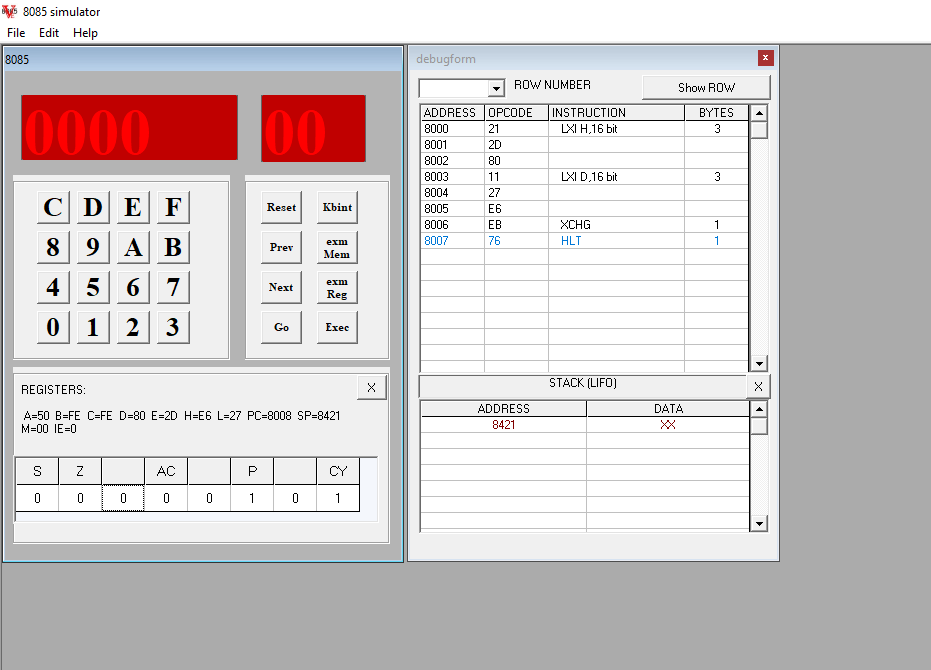 8085 simulator
File Edit Help
8085
0000 00
C D E F
8 9 A B
4 5 6 7
0 1 2 3
Reset Kbint
Prev exm Mem
Next exm Reg
Go Exec
REGISTERS: X
A=50 B=FE C=FE D=80 E=2D H=E6 L=27 PC=8008 SP=8421
M=00 IE=0
S Z AC P CY
0 0 0 0 0 1 0 1
debugform x
ROW NUMBER Show ROW
ADDRESS OPCODE INSTRUCTION BYTES
8000 21 LXI H,16 bit 3
8001 2D
8002 80
8003 11 LXI D,16 bit 3
8004 27
8005 E6
8006 EB XCHG 1
8007 76 HLT 1
STACK (LIFO) X
ADDRESS DATA
8421 XX